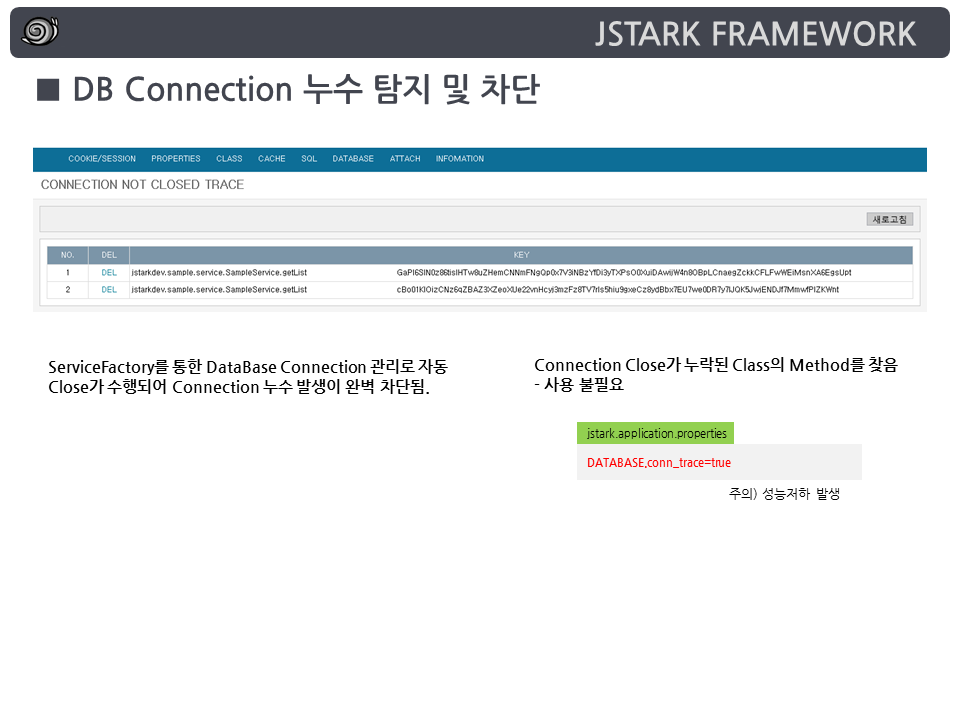 JSTARK FRAMEWORK
■ DB Connection 누수 탐지 및 차단
COOKIE/SESSION PROPERTIES CLASS CACHE SQL DATABASE ATTACH INFOMATION
CONNECTION NOT CLOSED TRACE
새로고침
NO. DEL KEY
1 DEL jstarkdev.sample.service.SampleService.getList
2 DEL jstarkdev.sample.service.SampleService.getList
ServiceFactory를 통한 DataBase Connection 관리로 자동
Close가 수행되어 Connection 누수 발생이 완벽 차단됨.
Connection Close가 누락된 Class의 Method를 찾음
- 사용 불필요
jstark.application.properties
DATABASE.conn_trace=true
주의) 성능저하 발생